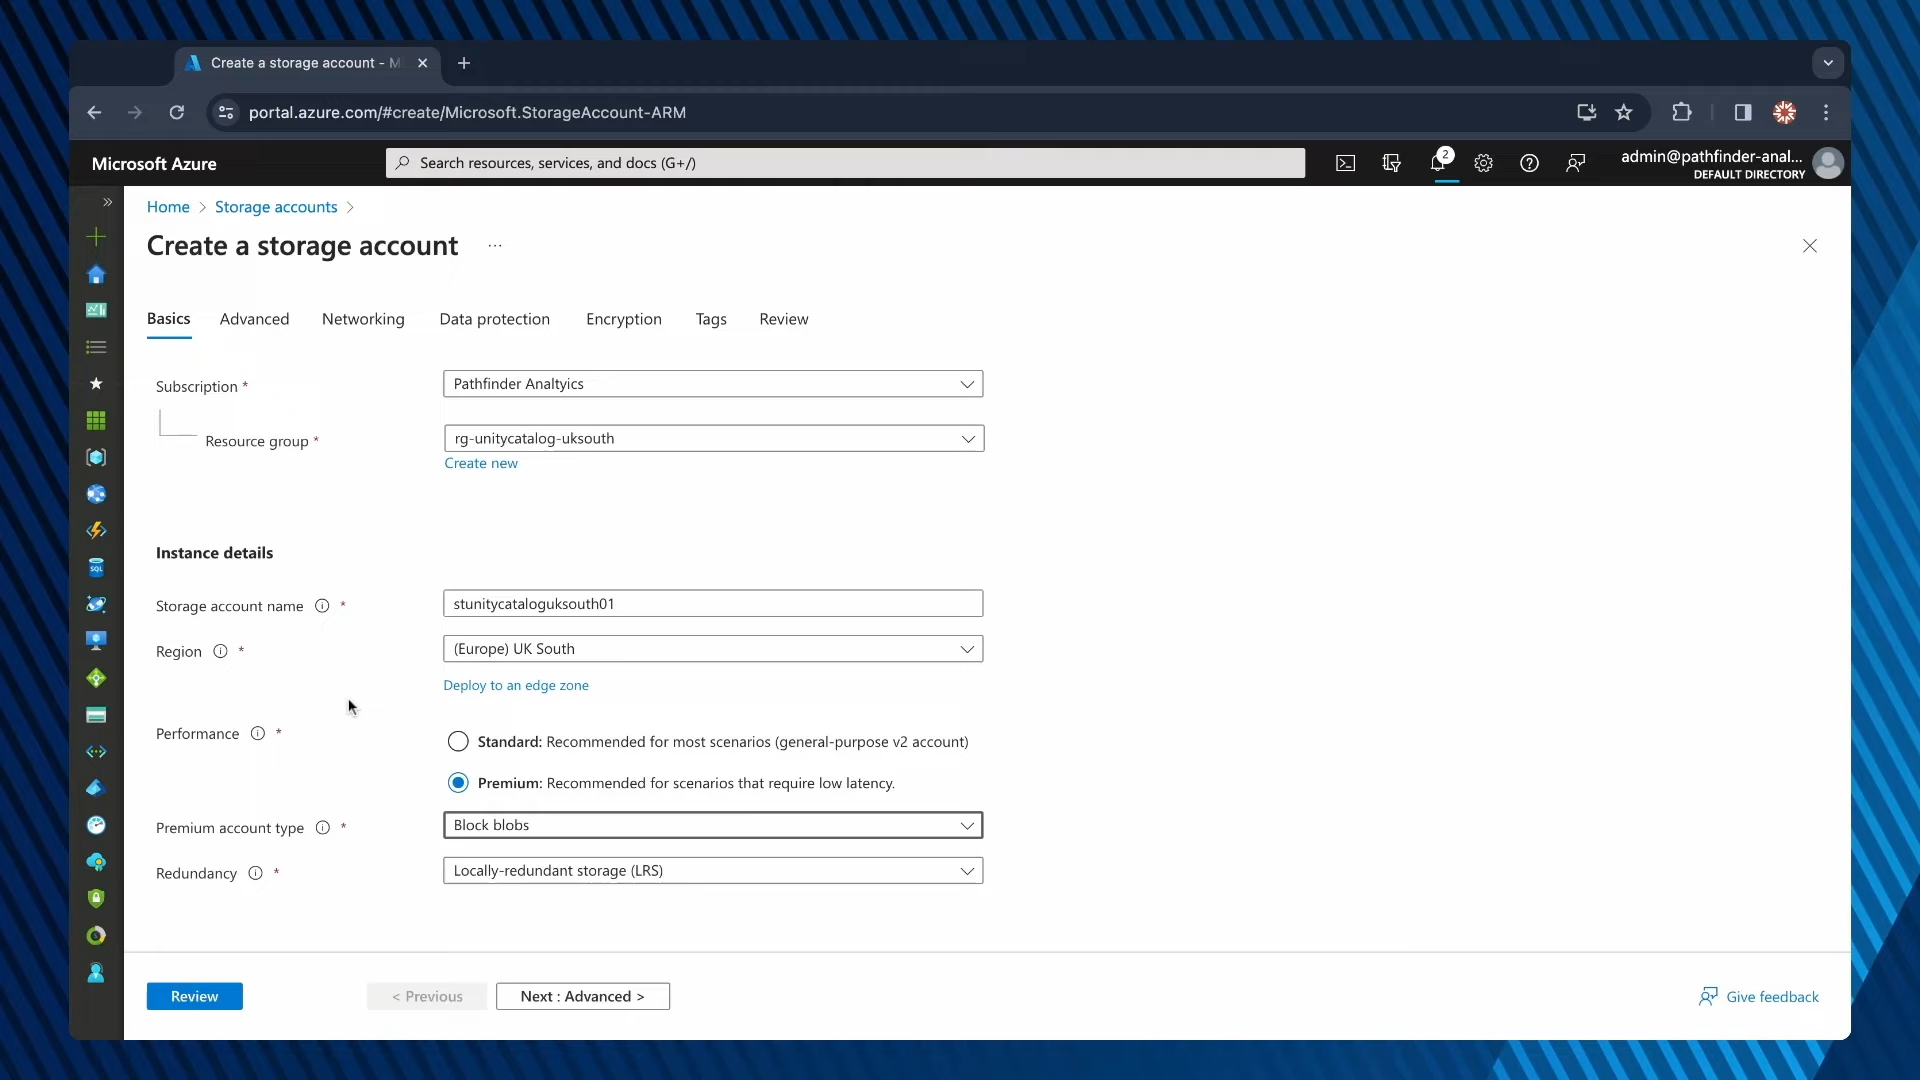 Create a storage account - M
portal.azure.com/#create/Microsoft.StorageAccount-ARM
Microsoft Azure
Search resources, services, and docs (G+/)
2
admin@pathfinder-anal...
DEFAULT DIRECTORY
Home > Storage accounts >
Create a storage account ...
Basics Advanced Networking Data protection Encryption Tags Review
Subscription *
Pathfinder Analtyics
Resource group *
rg-unitycatalog-uksouth
Create new
Instance details
Storage account name *
stunitycataloguksouth01
Region *
(Europe) UK South
Deploy to an edge zone
Performance *
Standard: Recommended for most scenarios (general-purpose v2 account)
Premium: Recommended for scenarios that require low latency.
Premium account type *
Block blobs
Redundancy *
Locally-redundant storage (LRS)
SQL
Review
< Previous
Next : Advanced >
Give feedback